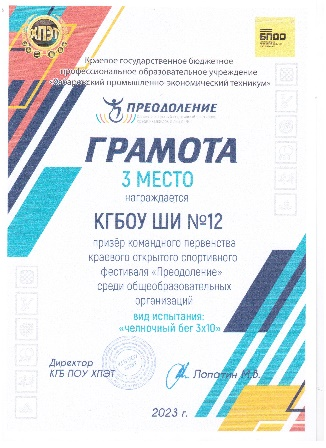 ХПЭТ
БПОО
Краевое государственное бюджетное
профессиональное образовательное учреждение
«Хабаровский промышленно-экономический техникум»
ПРЕОДОЛЕНИЕ
ГРАМОТА
3 МЕСТО
награждается
КГБОУ ШИ №12
призёр командного первенства
краевого открытого спортивного
фестиваля «Преодоление»
среди общеобразовательных
организаций
вид испытания:
«челночный бег 3х10»
Директор
КГБ ПОУ ХПЭТ
Лопатин М.В.
2023 г.